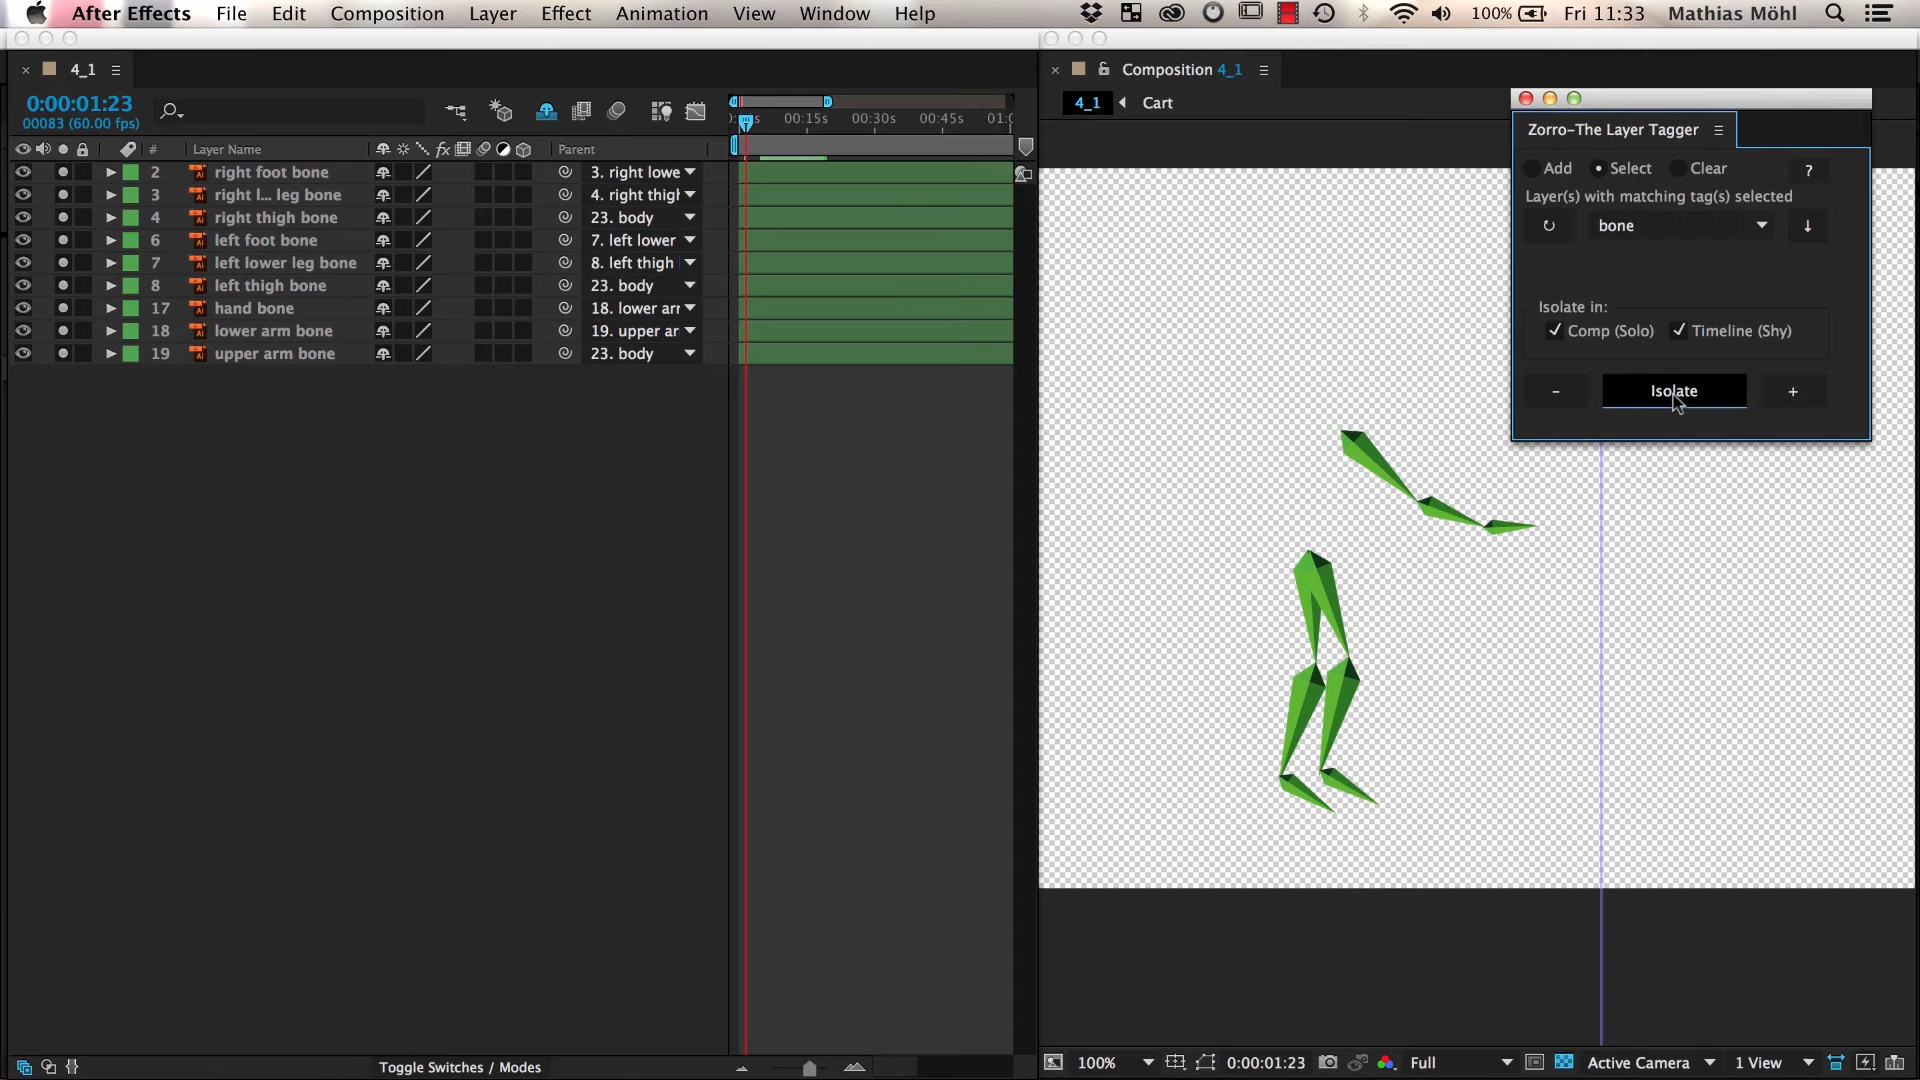 After Effects File Edit Composition Layer Effect Animation View Window Help 100% Fri 11:33 Mathias Möhl
4_1
0:00:01:23
00083 (60.00 fps)
00:15s 00:30s 00:45s
# Layer Name fx Parent
2 right foot bone 3. right lowe
3 right l... leg bone 4. right thigh
4 right thigh bone 23. body
6 left foot bone 7. left lower
7 left lower leg bone 8. left thigh
8 left thigh bone 23. body
17 hand bone 18. lower arr
18 lower arm bone 19. upper ar
19 upper arm bone 23. body
Toggle Switches / Modes
Composition 4_1
4_1 Cart
Zorro-The Layer Tagger
Add Select Clear ?
Layer(s) with matching tag(s) selected
bone
Isolate in:
Comp (Solo) Timeline (Shy)
- Isolate +
100% 0:00:01:23 Full Active Camera 1 View